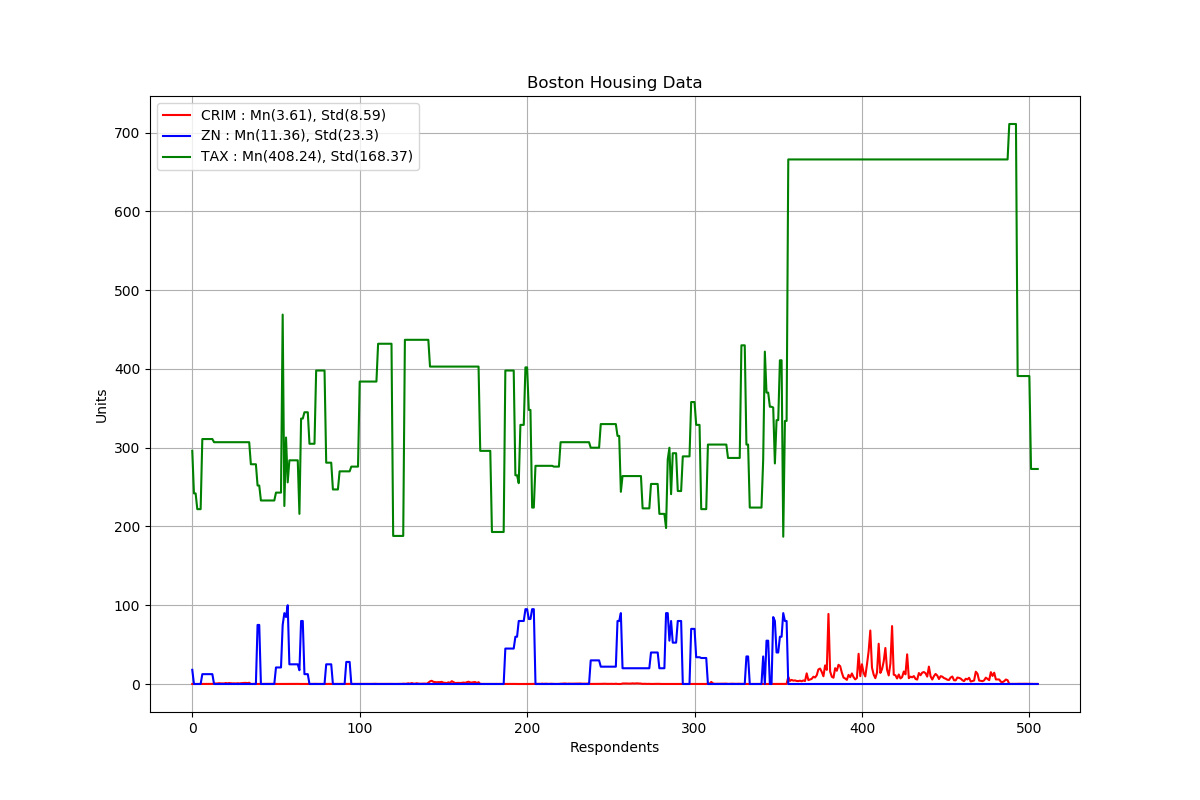 Boston Housing Data
CRIM : Mn(3.61), Std(8.59)
ZN : Mn(11.36), Std(23.3)
TAX : Mn(408.24), Std(168.37)
700
600
500
400
300
200
100
0
Units
0 100 200 300 400 500
Respondents